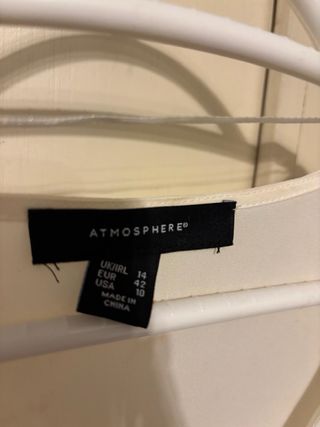 ATMOSPHERE®
UK/IRL 14
EUR 42
USA 10
MADE IN
CHINA